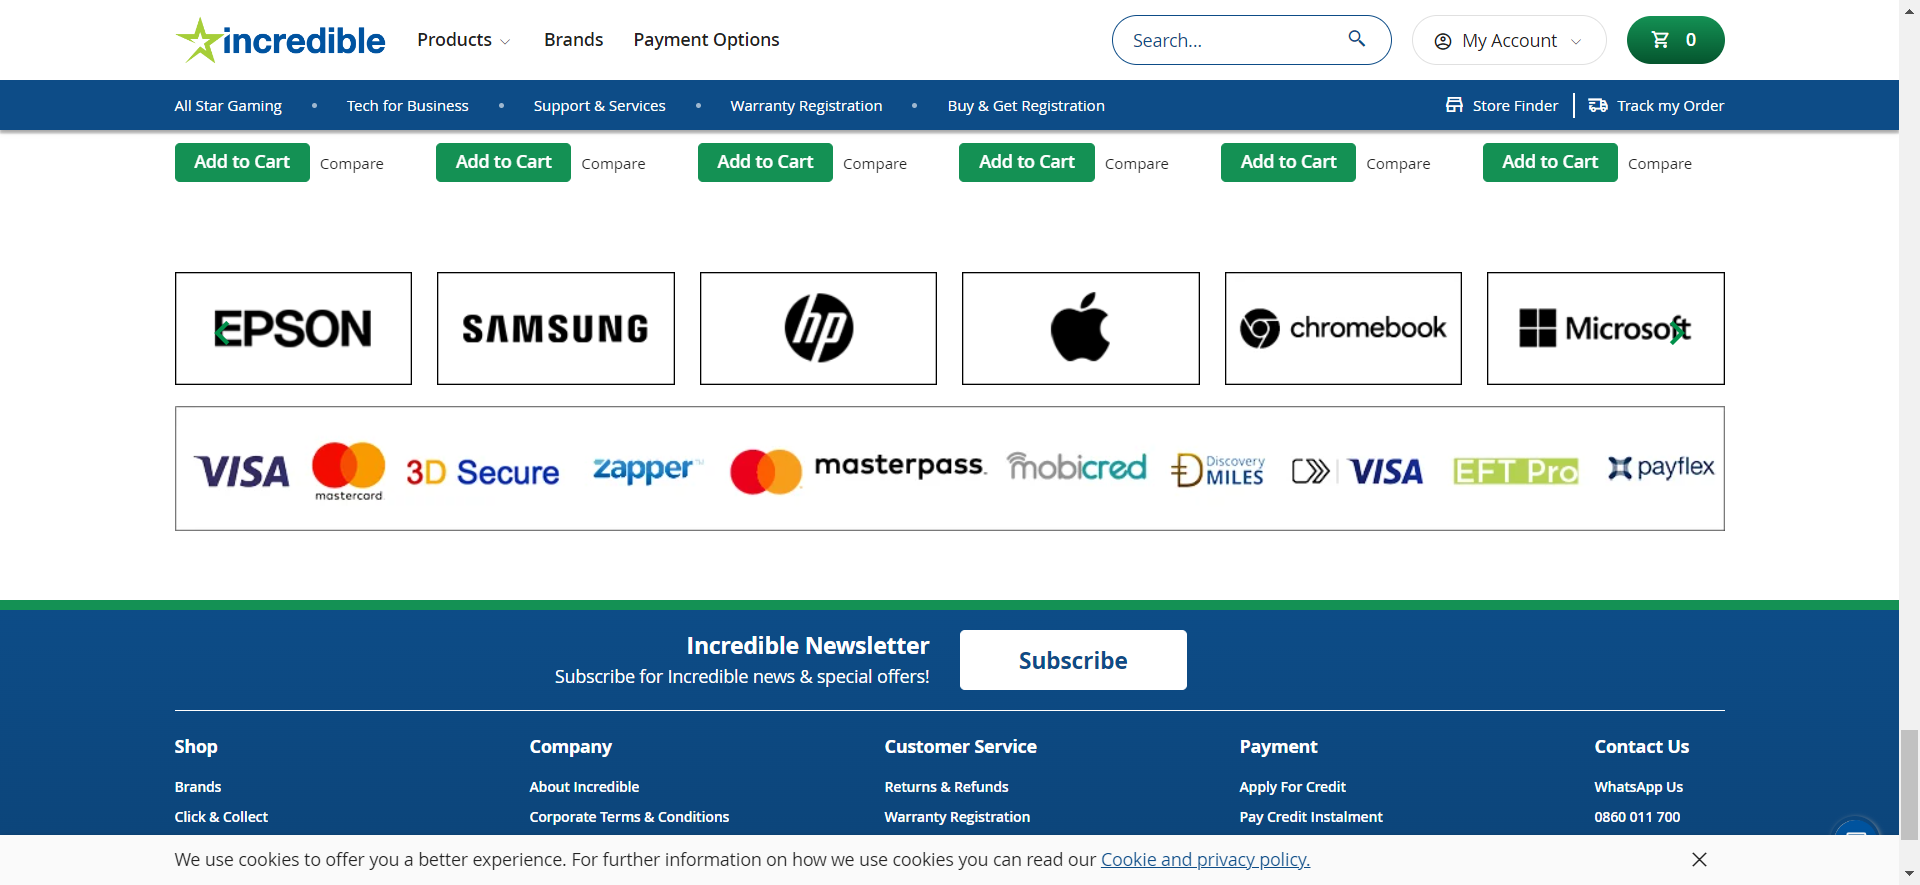 incredible
Products
Brands
Payment Options
Search...
My Account
0
All Star Gaming
Tech for Business
Support & Services
Warranty Registration
Buy & Get Registration
Store Finder
Track my Order
Add to Cart
Compare
Add to Cart
Compare
Add to Cart
Compare
Add to Cart
Compare
Add to Cart
Compare
Add to Cart
Compare
EPSON
SAMSUNG
hp
chromebook
Microsoft
VISA
mastercard
3D Secure
zapper™
masterpass.
mobicred
Discovery
MILES
VISA
EFT Pro
payflex
Incredible Newsletter
Subscribe for Incredible news & special offers!
Subscribe
Shop
Brands
Click & Collect
Company
About Incredible
Corporate Terms & Conditions
Customer Service
Returns & Refunds
Warranty Registration
Payment
Apply For Credit
Pay Credit Instalment
Contact Us
WhatsApp Us
0860 011 700
We use cookies to offer you a better experience. For further information on how we use cookies you can read our Cookie and privacy policy.